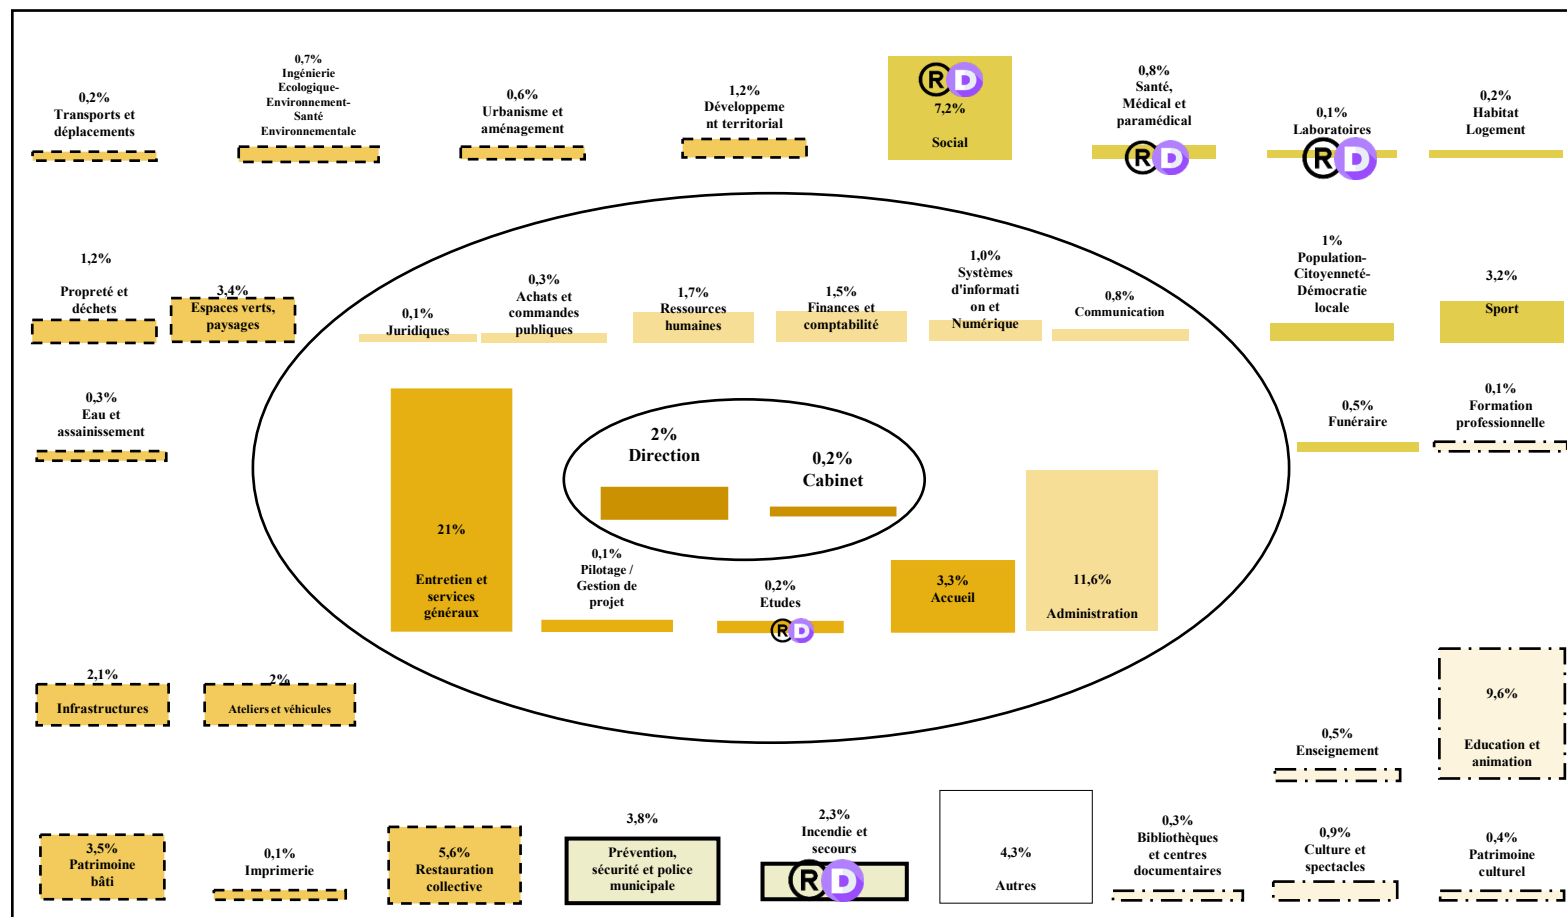 0,2%
Transports et
déplacements
0,7%
Ingénierie
Ecologique-
Environnement-
Santé
Environnementale
0,6%
Urbanisme et
aménagement
1,2%
Développeme
nt territorial
R D
7,2%
Social
0,8%
Santé,
Médical et
paramédical
R D
0,1%
Laboratoires
R D
0,2%
Habitat
Logement
1,2%
Propreté et
déchets
3,4%
Espaces verts,
paysages
0,1%
Juridiques
0,3%
Achats et
commandes
publiques
1,7%
Ressources
humaines
1,5%
Finances et
comptabilité
1,0%
Systèmes
d'informati
on et
Numérique
0,8%
Communication
1%
Population-
Citoyenneté-
Démocratie
locale
3,2%
Sport
0,3%
Eau et
assainissement
2%
Direction
0,2%
Cabinet
0,5%
Funéraire
0,1%
Formation
professionnelle
21%
Entretien et
services
généraux
0,1%
Pilotage /
Gestion de
projet
0,2%
Etudes
R D
3,3%
Accueil
11,6%
Administration
2,1%
Infrastructures
2%
Ateliers et véhicules
0,5%
Enseignement
9,6%
Education et
animation
3,5%
Patrimoine
bâti
0,1%
Imprimerie
5,6%
Restauration
collective
3,8%
Prévention,
sécurité et police
municipale
2,3%
Incendie et
secours
R D
4,3%
Autres
0,3%
Bibliothèques
et centres
documentaires
0,9%
Culture et
spectacles
0,4%
Patrimoine
culturel